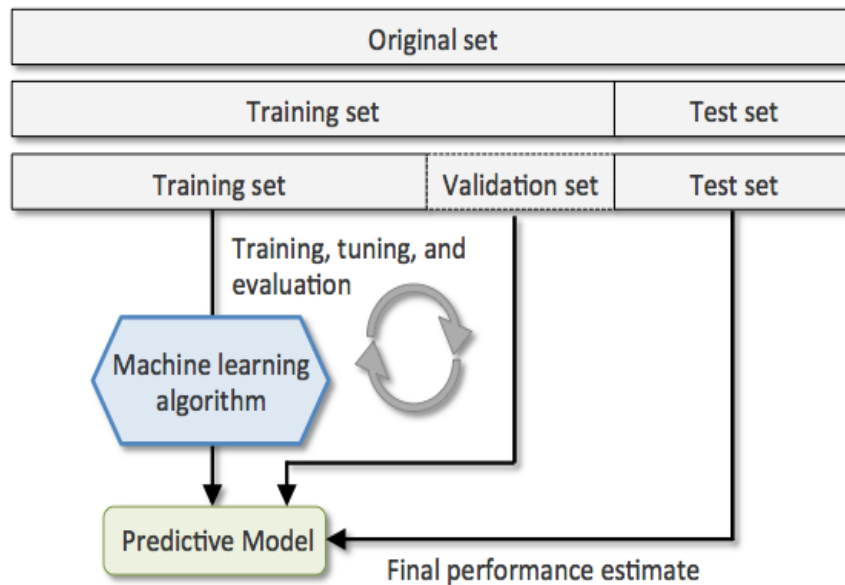 Original set
Training set Test set
Training set Validation set Test set
Training, tuning, and
evaluation
Machine learning
algorithm
Predictive Model
Final performance estimate